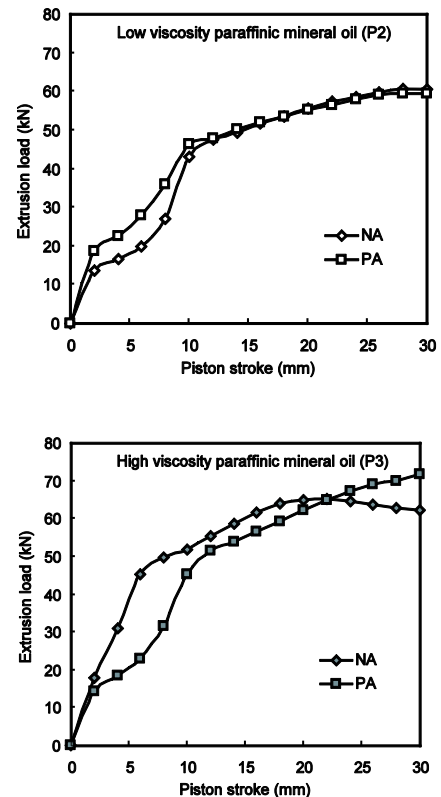 80
Low viscosity paraffinic mineral oil (P2)
70
60
50
40
30
20
10
0
Extrusion load (kN)
NA
PA
0 5 10 15 20 25 30
Piston stroke (mm)
80
High viscosity paraffinic mineral oil (P3)
70
60
50
40
30
20
10
0
Extrusion load (kN)
NA
PA
0 5 10 15 20 25 30
Piston stroke (mm)